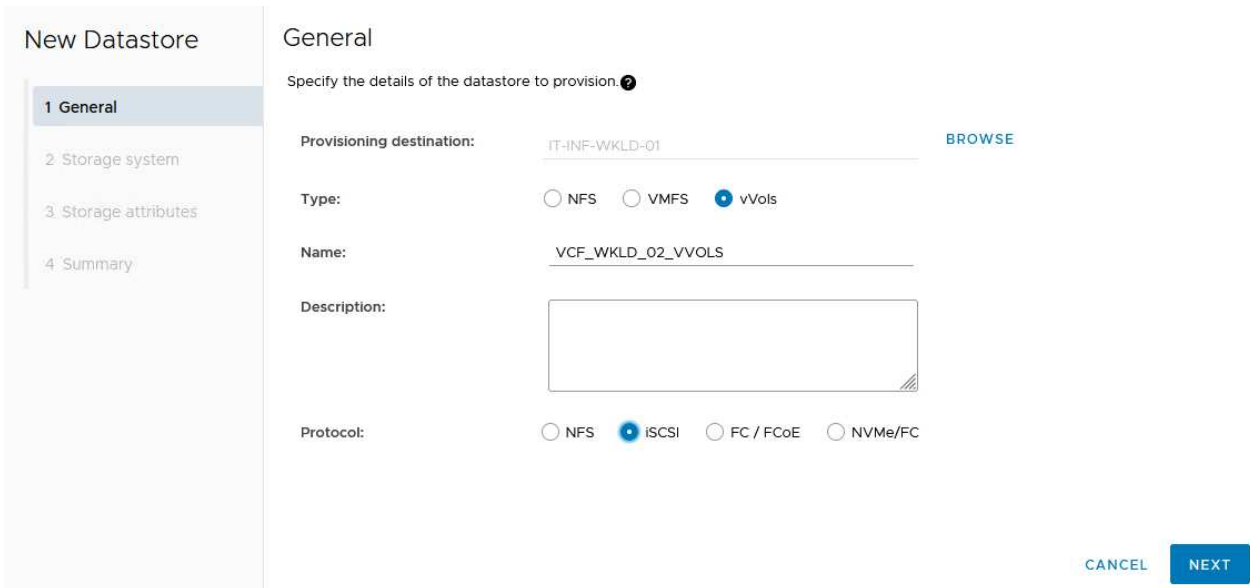 New Datastore
1 General
2 Storage system
3 Storage attributes
4 Summary
General
Specify the details of the datastore to provision.?
Provisioning destination: IT-INF-WKLD-01 BROWSE
Type: NFS VMFS vVols
Name: VCF_WKLD_02_VVOLS
Description:
Protocol: NFS iSCSI FC / FCoE NVMe/FC
CANCEL NEXT